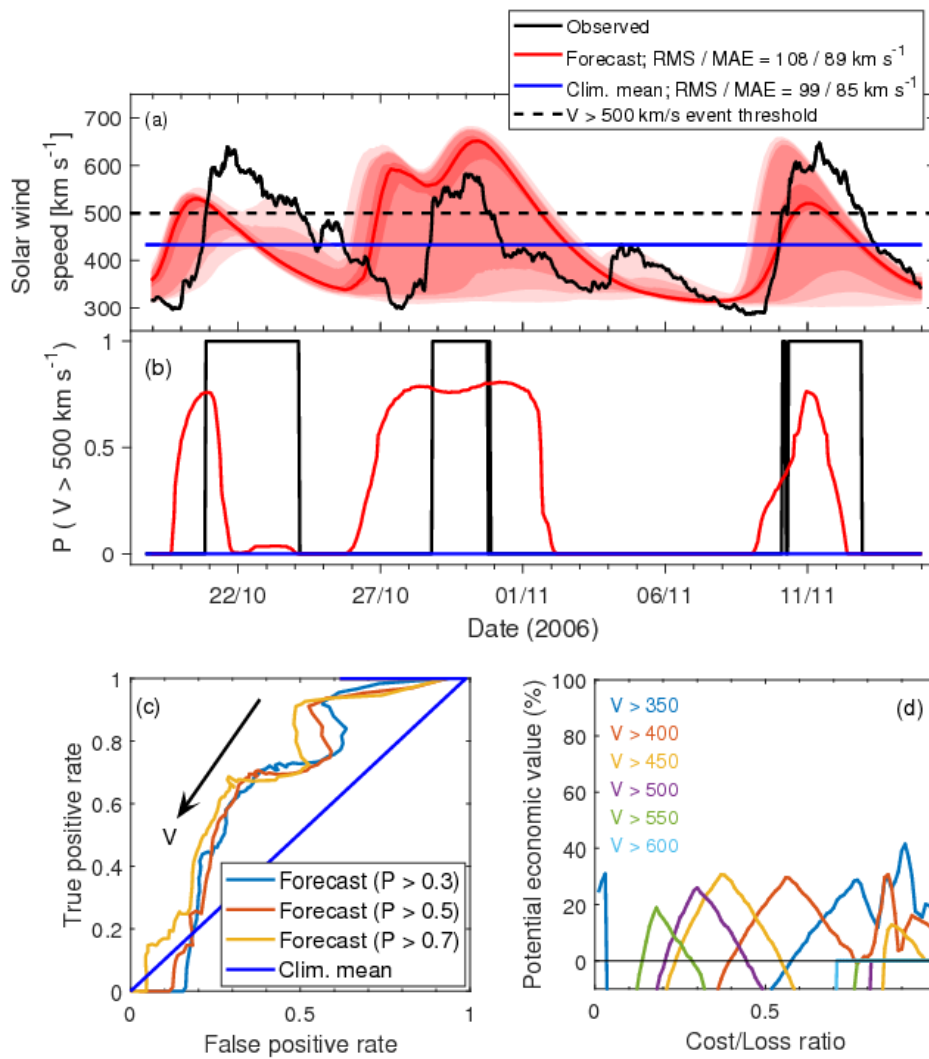 Observed
Forecast; RMS / MAE = 108 / 89 km s⁻¹
Clim. mean; RMS / MAE = 99 / 85 km s⁻¹
V > 500 km/s event threshold
(a)
Solar wind
speed [km s⁻¹]
700
600
500
400
300
(b)
P ( V > 500 km s⁻¹)
1
0.5
0
22/10
27/10
01/11
06/11
11/11
Date (2006)
(c)
True positive rate
1
0.8
0.6
0.4
0.2
0
V
Forecast (P > 0.3)
Forecast (P > 0.5)
Forecast (P > 0.7)
Clim. mean
0
0.5
1
False positive rate
(d)
Potential economic value (%)
100
80
60
40
20
0
V > 350
V > 400
V > 450
V > 500
V > 550
V > 600
0
0.5
Cost/Loss ratio